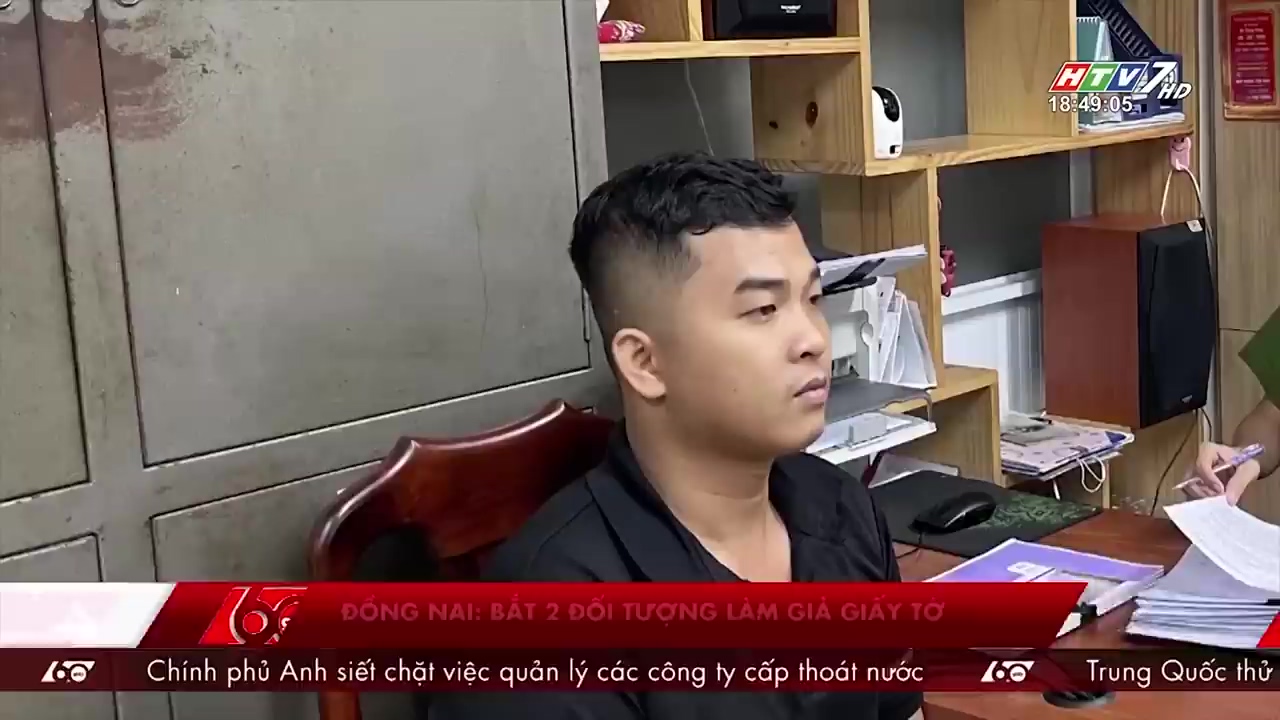 HTV7 HD
18:49:05
ĐỒNG NAI: BẮT 2 ĐỐI TƯỢNG LÀM GIẢ GIẤY TỜ
Chính phủ Anh siết chặt việc quản lý các công ty cấp thoát nước
Trung Quốc thử